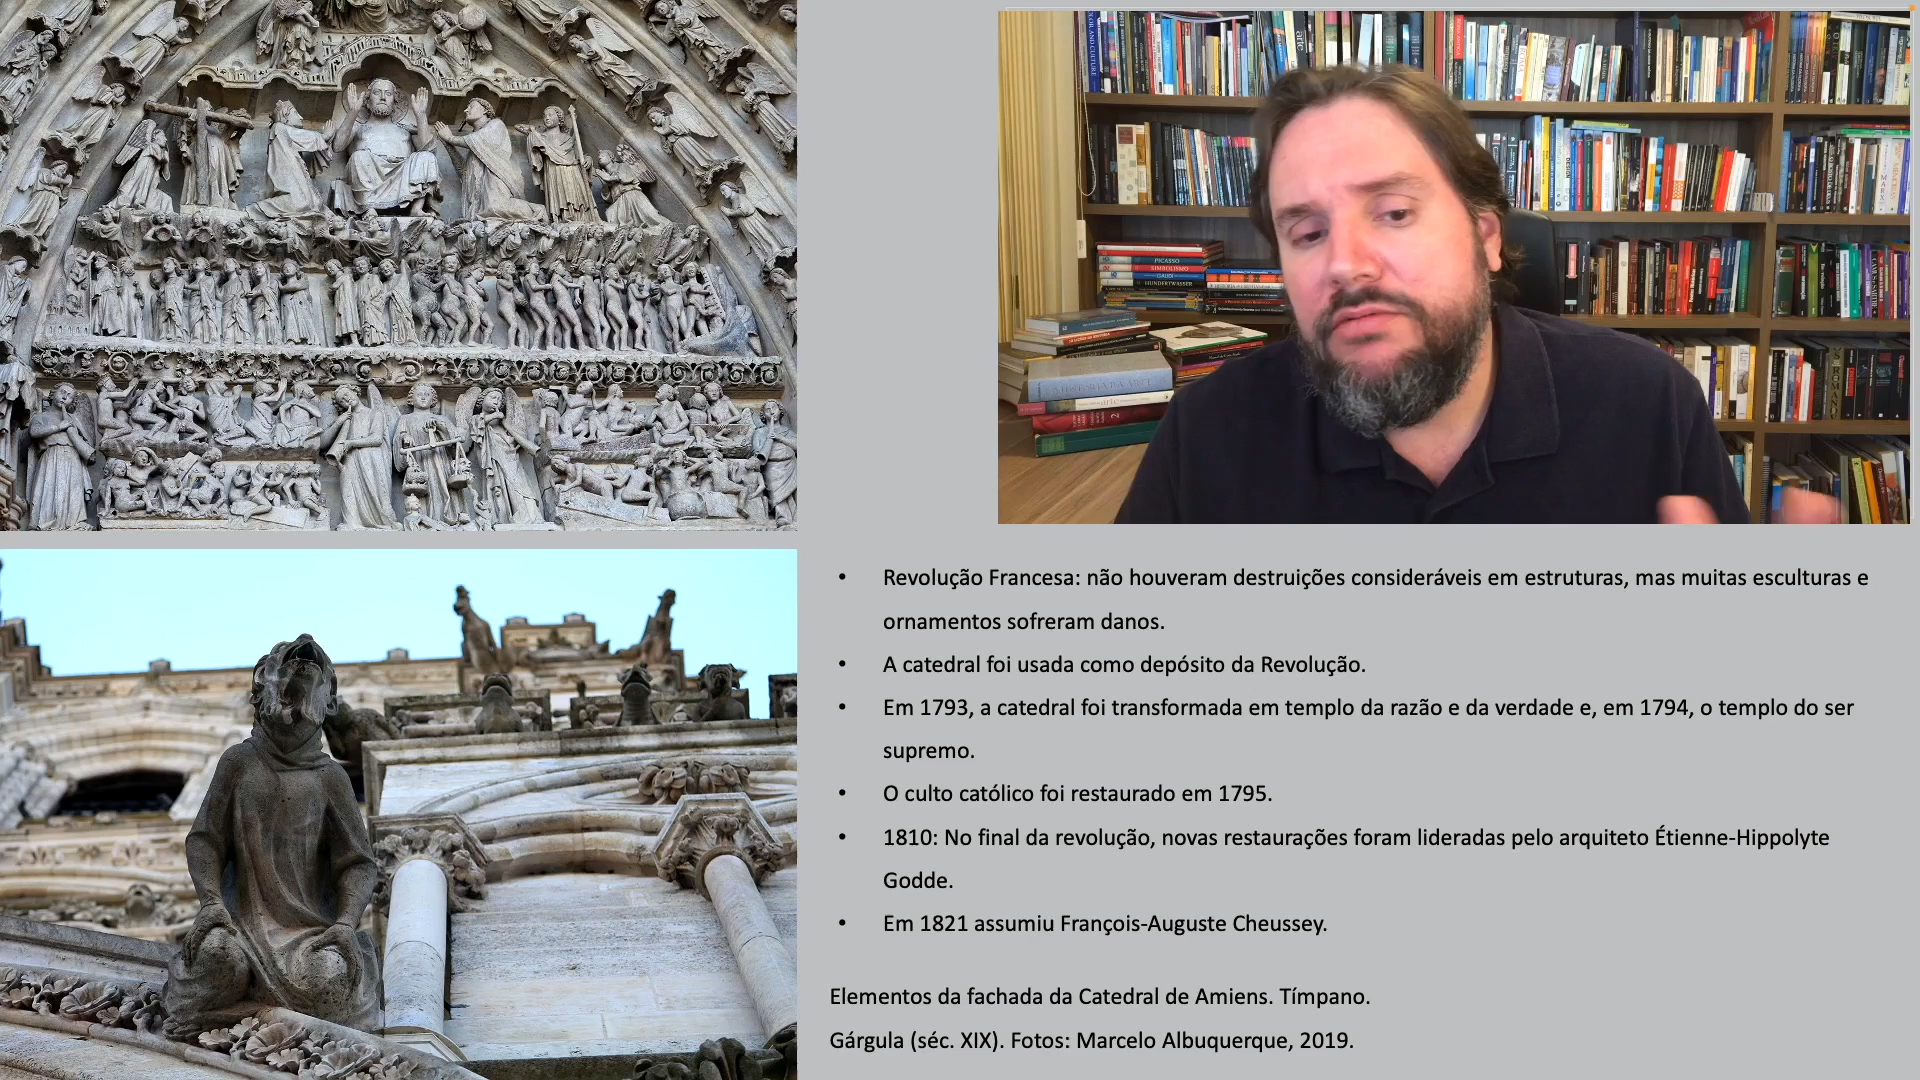 PICASSO
SIMBOLISMO
GAUDÍ
HUNDERTWASSER
• Revolução Francesa: não houveram destruições consideráveis em estruturas, mas muitas esculturas e
ornamentos sofreram danos.
• A catedral foi usada como depósito da Revolução.
• Em 1793, a catedral foi transformada em templo da razão e da verdade e, em 1794, o templo do ser
supremo.
• O culto católico foi restaurado em 1795.
• 1810: No final da revolução, novas restaurações foram lideradas pelo arquiteto Étienne-Hippolyte
Godde.
• Em 1821 assumiu François-Auguste Cheussey.
Elementos da fachada da Catedral de Amiens. Tímpano.
Gárgula (séc. XIX). Fotos: Marcelo Albuquerque, 2019.